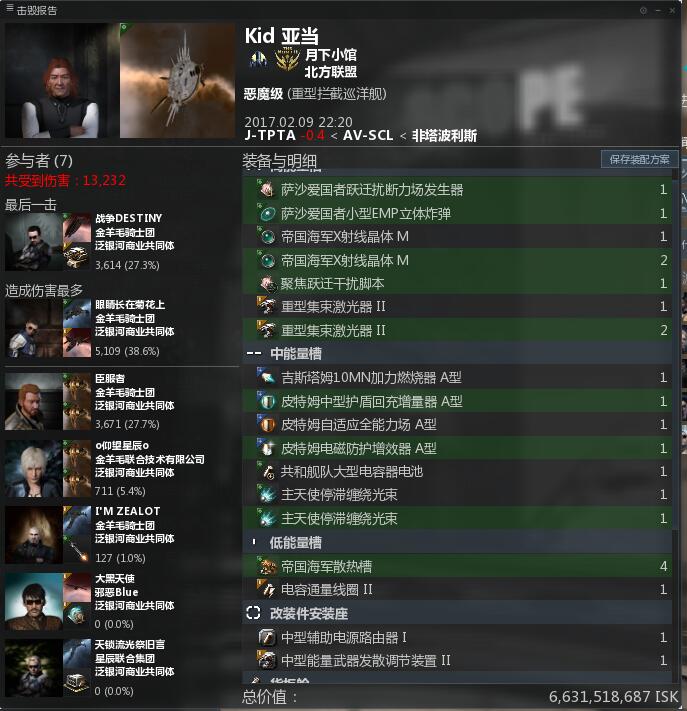 击毁报告
Kid 亚当
月下小馆
北方联盟
恶魔级 (重型拦截巡洋舰)
2017.02.09 22:20
J-TPTA -0.4 < AV-SCL < 非塔波利斯
参与者 (7)
共受到伤害：13,232
最后一击
战争DESTINY
金羊毛骑士团
泛银河商业共同体
3,614 (27.3%)
造成伤害最多
眼睛长在菊花上
金羊毛骑士团
泛银河商业共同体
5,109 (38.6%)
臣服者
金羊毛骑士团
泛银河商业共同体
3,671 (27.7%)
o仰望星辰o
金羊毛联合技术有限公司
泛银河商业共同体
711 (5.4%)
I'M ZEALOT
金羊毛骑士团
泛银河商业共同体
127 (1.0%)
大黑天使
邪恶Blue
泛银河商业共同体
0 (0.0%)
天锁流光祭旧言
星辰联合集团
泛银河商业共同体
0 (0.0%)
装备与明细
保存装配方案
萨沙爱国者跃迁扰断力场发生器 1
萨沙爱国者小型EMP立体炸弹 1
帝国海军X射线晶体 M 1
帝国海军X射线晶体 M 2
聚焦跃迁干扰脚本 1
重型集束激光器 II 1
重型集束激光器 II 2
中能量槽
吉斯塔姆10MN加力燃烧器 A型 1
皮特姆中型护盾回充增量器 A型 1
皮特姆自适应全能力场 A型 1
皮特姆电磁防护增效器 A型 1
共和舰队大型电容器电池 1
主天使停滞缠绕光束 1
主天使停滞缠绕光束 1
低能量槽
帝国海军散热槽 4
电容通量线圈 II 1
改装件安装座
中型辅助电源路由器 I 1
中型能量武器发散调节装置 II 1
总价值：
6,631,518,687 ISK